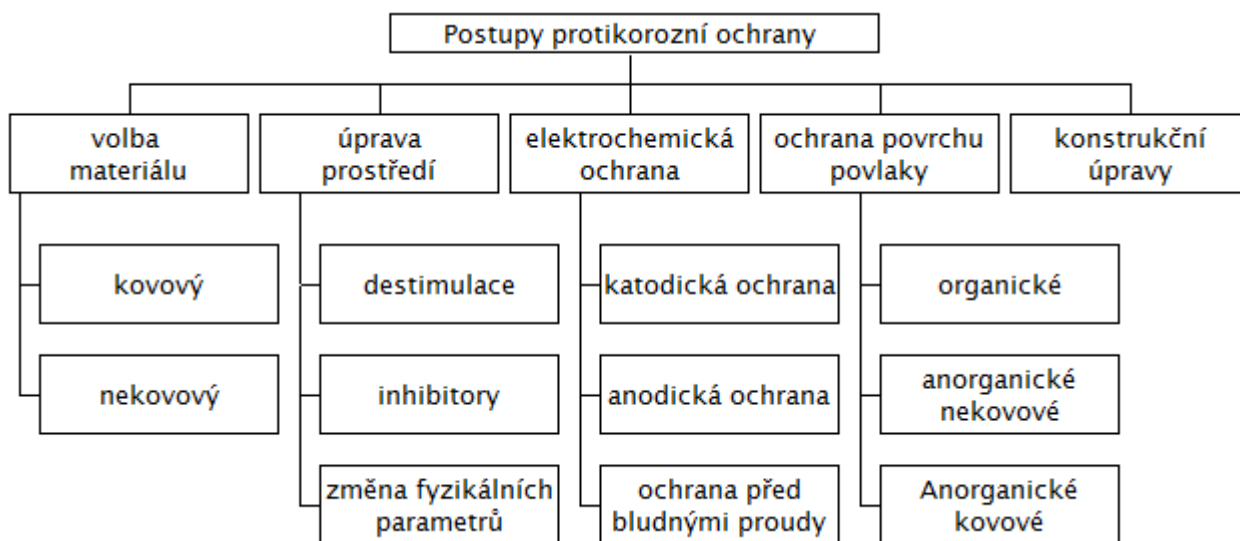 Postupy protikorozní ochrany
volba
materiálu
úprava
prostředí
elektrochemická
ochrana
ochrana povrchu
povlaky
konstrukční
úpravy
kovový
destimulace
katodická ochrana
organické
nekovový
inhibitory
anodická ochrana
anorganické
nekovové
změna fyzikálních
parametrů
ochrana před
bludnými proudy
Anorganické
kovové